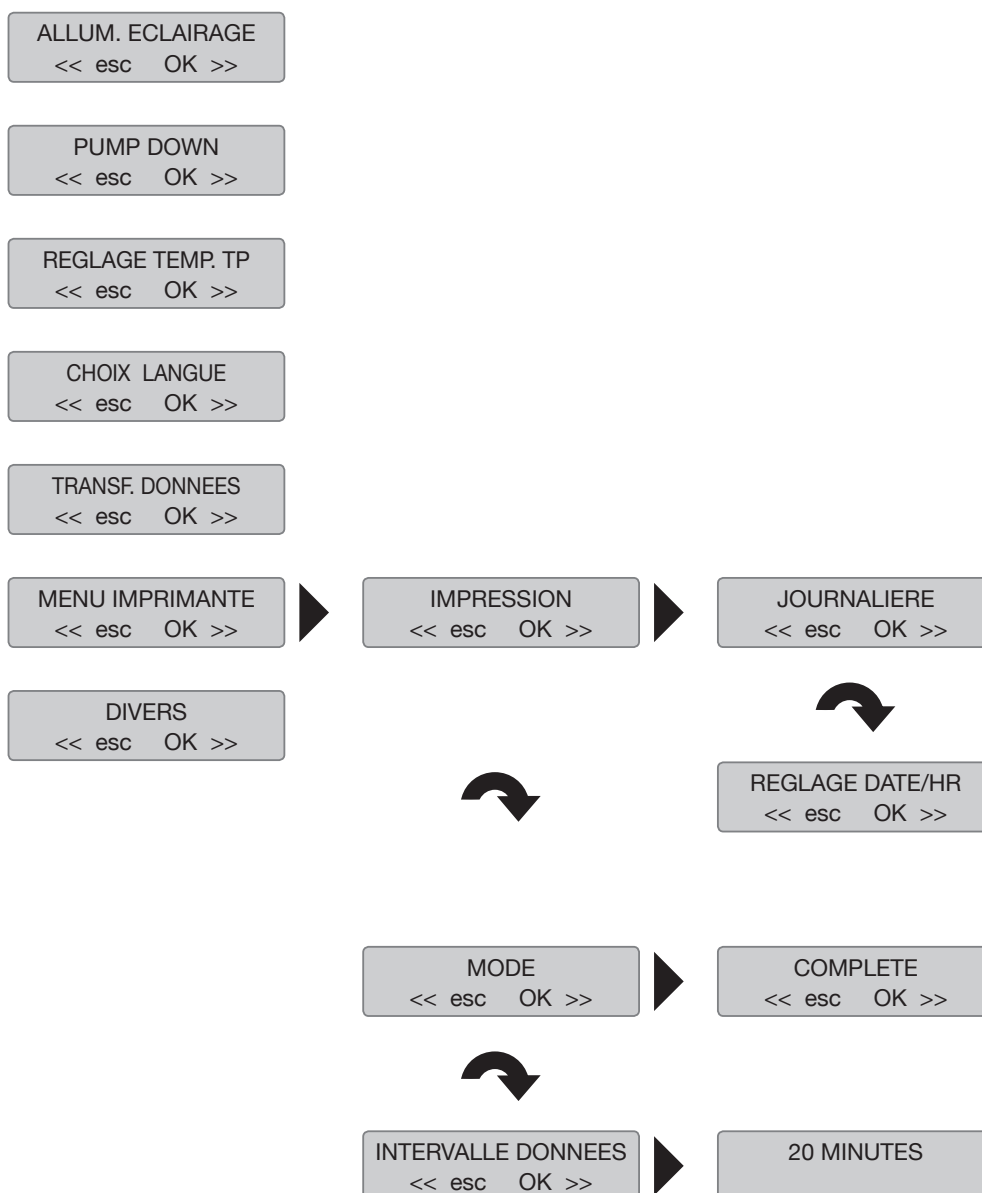 ALLUM. ECLAIRAGE
<< esc OK >>
PUMP DOWN
<< esc OK >>
REGLAGE TEMP. TP
<< esc OK >>
CHOIX LANGUE
<< esc OK >>
TRANSF. DONNEES
<< esc OK >>
MENU IMPRIMANTE
<< esc OK >>
IMPRESSION
<< esc OK >>
JOURNALIERE
<< esc OK >>
DIVERS
<< esc OK >>
REGLAGE DATE/HR
<< esc OK >>
MODE
<< esc OK >>
COMPLETE
<< esc OK >>
INTERVALLE DONNEES
<< esc OK >>
20 MINUTES